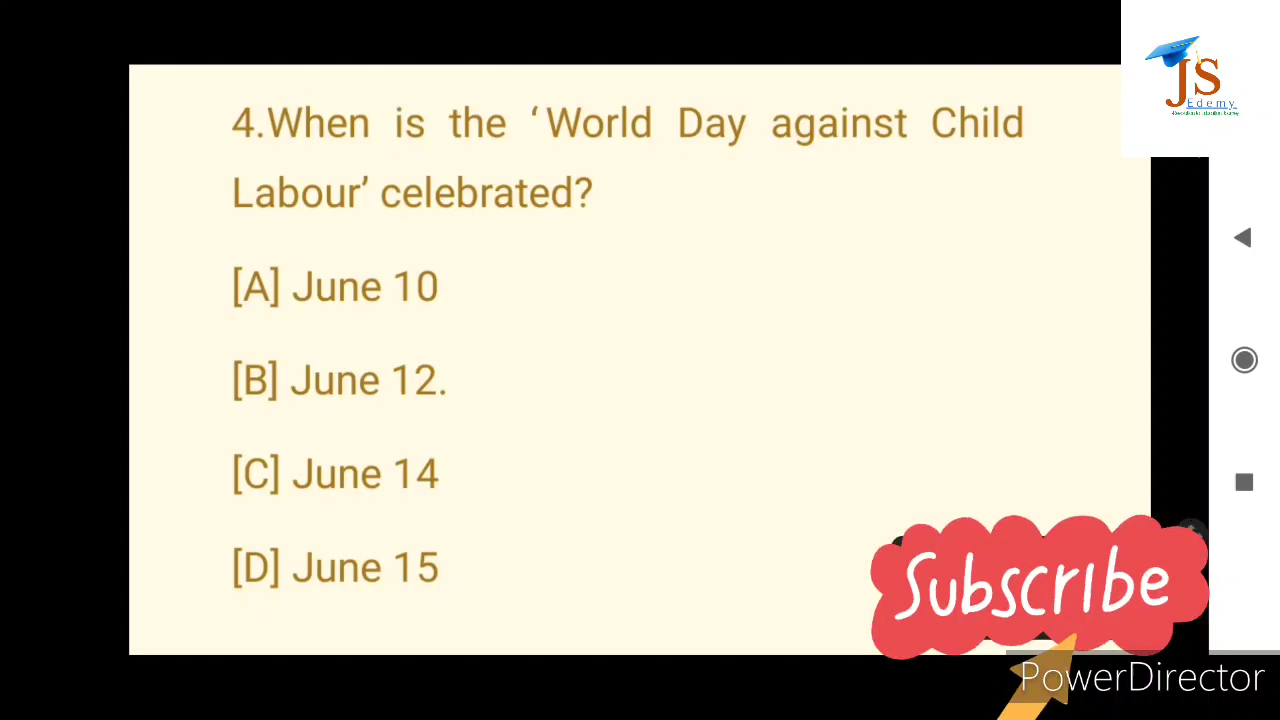 JS
Edemy
4.When is the ‘World Day against Child
Labour’ celebrated?
[A] June 10
[B] June 12.
[C] June 14
[D] June 15
Subscribe
PowerDirector